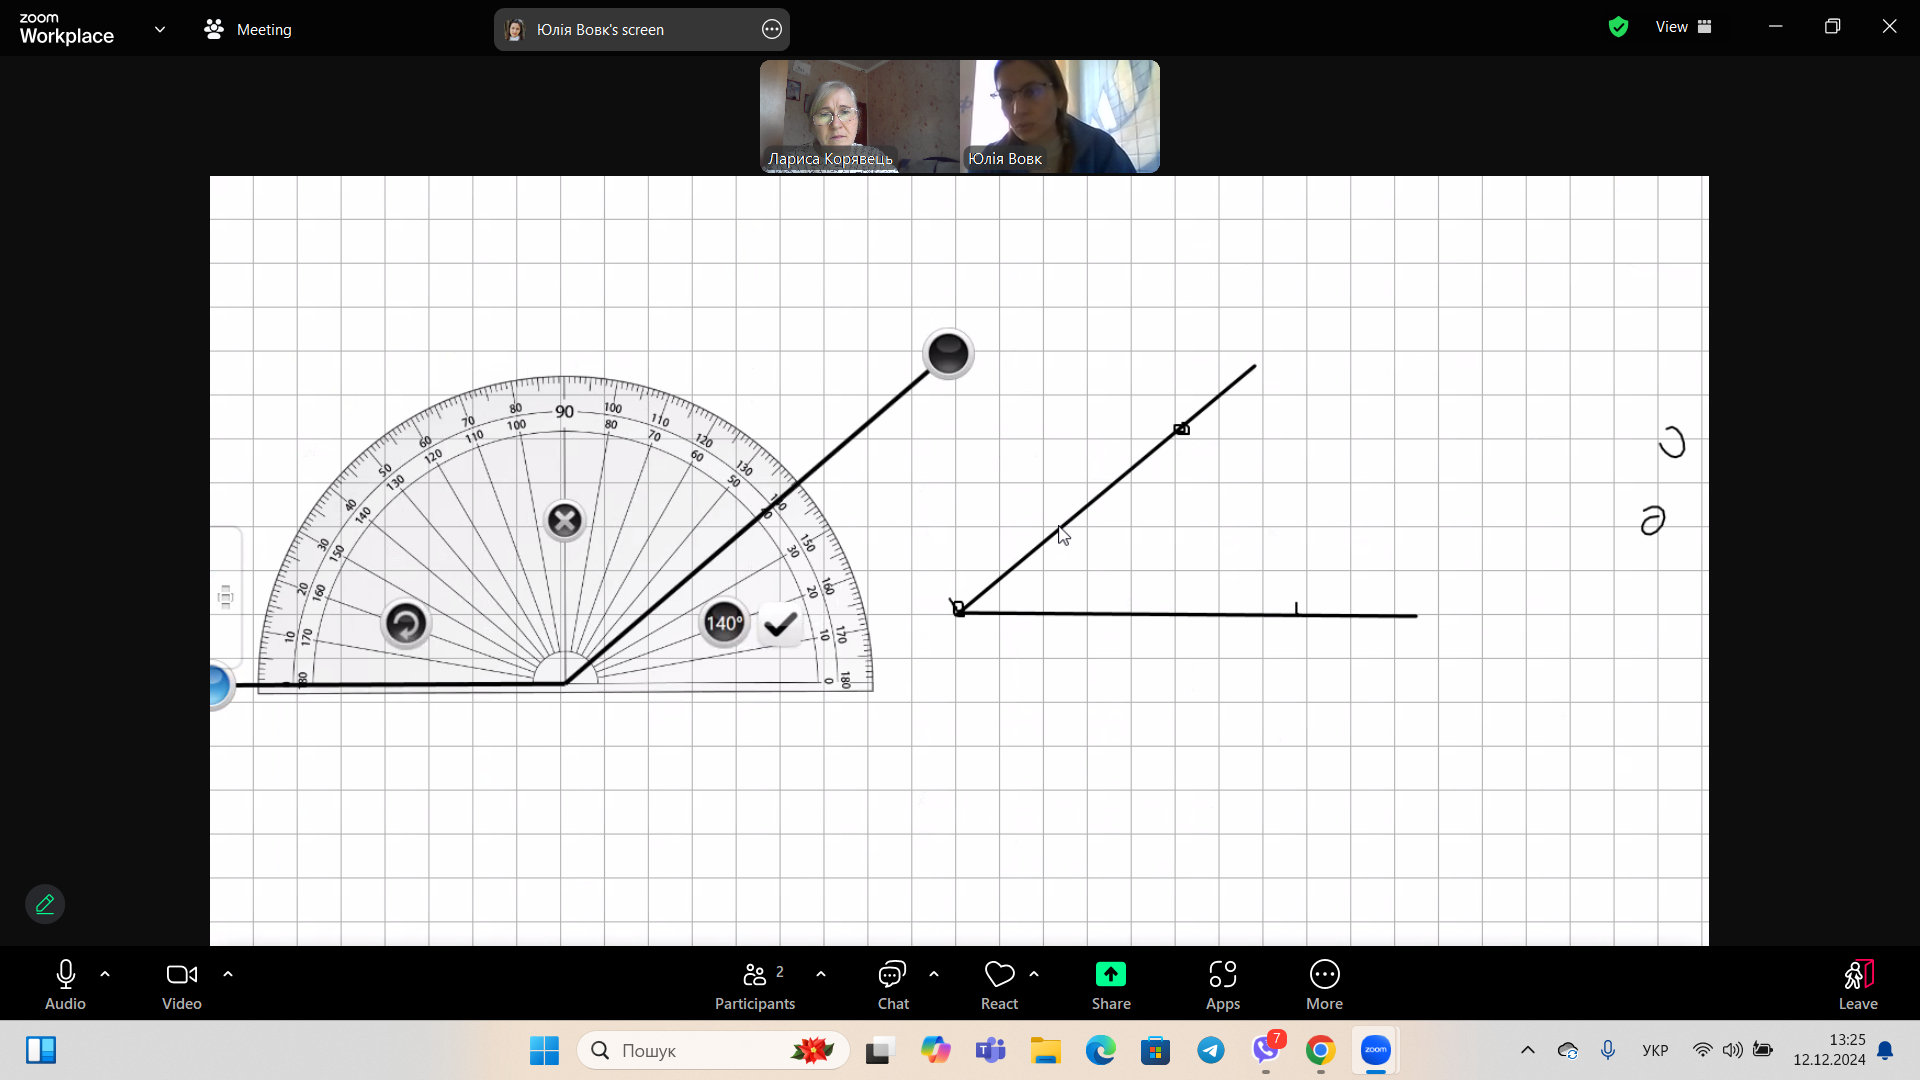 zoom
Workplace
Meeting
Юлія Вовк's screen
View
Лариса Корявець
Юлія Вовк
90
80 100
70 110
100 80
60 110 70 120
120 60
50 130
130 50
40
140
30 150
150 30
20 160
160 20
140°
10 170
170 10
180 0 180
Audio
Video
2
Participants
Chat
React
Share
Apps
More
Leave
Пошук
7
zoom
УКР
13:25
12.12.2024